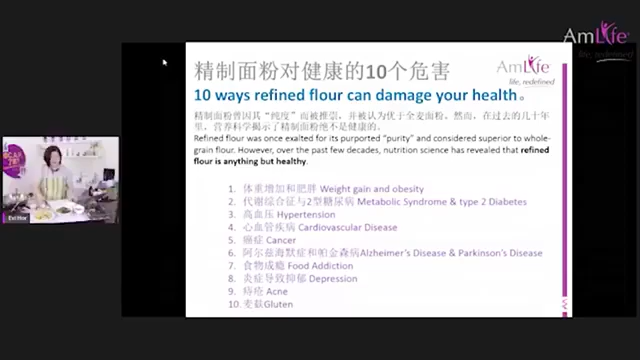 AmLife
life, redefined
精制面粉对健康的10个危害
AmLife
life, redefined
10 ways refined flour can damage your health。
精制面粉曾因其“纯度”而被推崇，并被认为优于全麦面粉，然而，在过去的几十年
里，营养科学揭示了精制面粉绝不是健康的。
Refined flour was once exalted for its purported “purity” and considered superior to whole-
grain flour. However, over the past few decades, nutrition science has revealed that refined
flour is anything but healthy.
1. 体重增加和肥胖 Weight gain and obesity
2. 代谢综合征与2型糖尿病 Metabolic Syndrome & type 2 Diabetes
3. 高血压 Hypertension
4. 心血管疾病 Cardiovascular Disease
5. 癌症 Cancer
6. 阿尔兹海默症和帕金森病Alzheimer's Disease & Parkinson's Disease
7. 食物成瘾 Food Addiction
8. 炎症导致抑郁 Depression
9. 痔疮 Acne
10. 麦麸Gluten